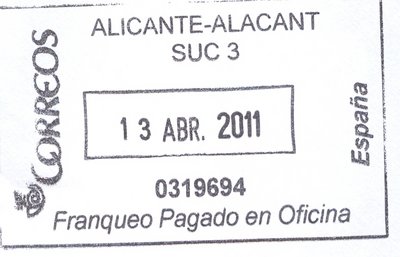 CORREOS
ALICANTE-ALACANT
SUC 3
13 ABR. 2011
España
0319694
Franqueo Pagado en Oficina